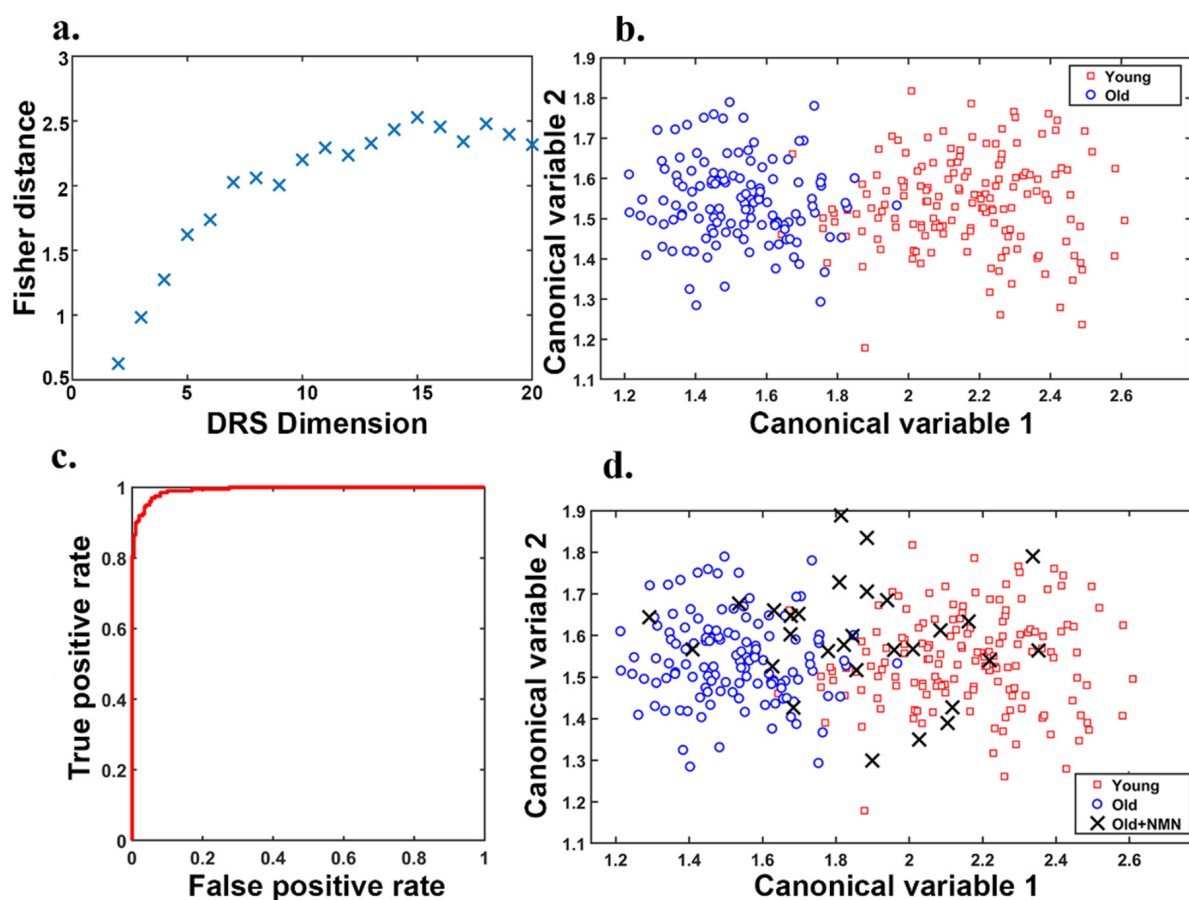 a.
Fisher distance
3
2.5
2
1.5
1
0.5
0 5 10 15 20
DRS Dimension
b.
Canonical variable 2
1.9
1.8
1.7
1.6
1.5
1.4
1.3
1.2
1.1
Young
Old
1.2 1.4 1.6 1.8 2 2.2 2.4 2.6
Canonical variable 1
c.
True positive rate
1
0.8
0.6
0.4
0.2
0
0 0.2 0.4 0.6 0.8 1
False positive rate
d.
Canonical variable 2
1.9
1.8
1.7
1.6
1.5
1.4
1.3
1.2
1.1
Young
Old
Old+NMN
1.2 1.4 1.6 1.8 2 2.2 2.4 2.6
Canonical variable 1